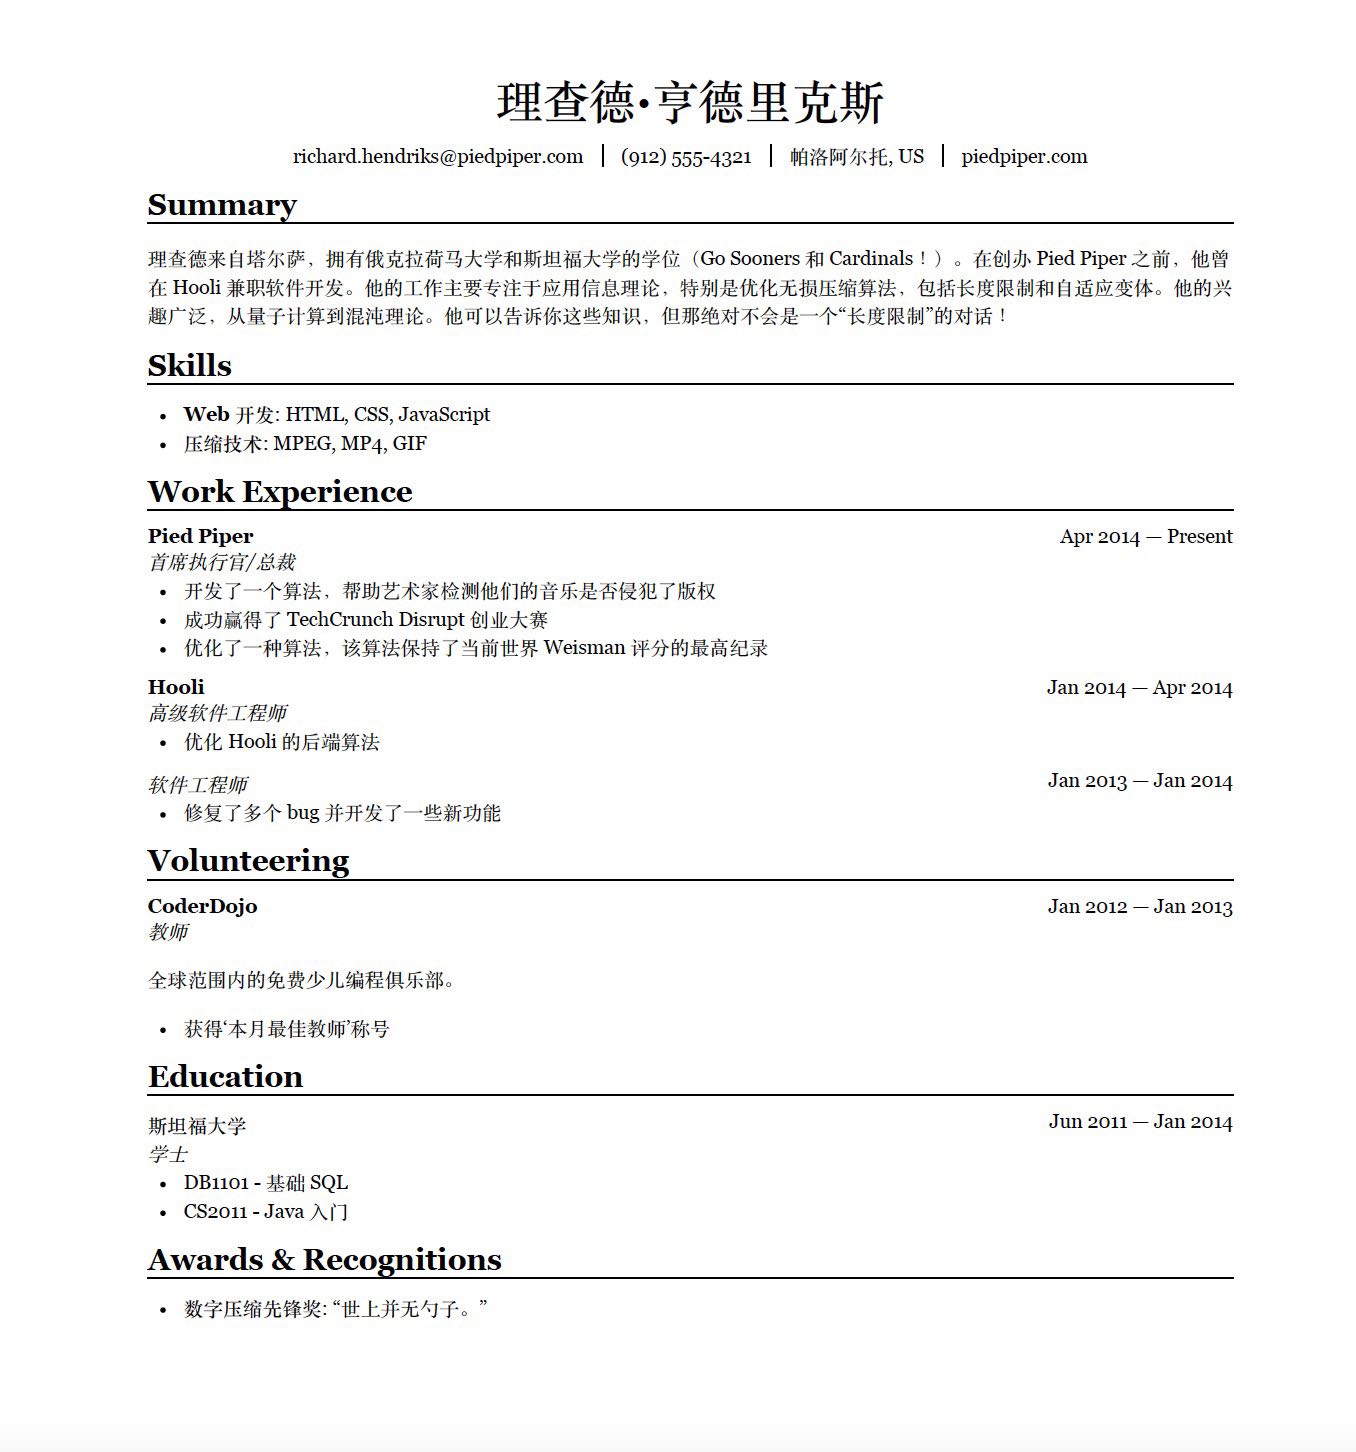 理查德·亨德里克斯
richard.hendriks@piedpiper.com | (912) 555-4321 | 帕洛阿尔托, US | piedpiper.com
Summary
理查德来自塔尔萨，拥有俄克拉荷马大学和斯坦福大学的学位（Go Sooners 和 Cardinals！）。在创办 Pied Piper 之前，他曾
在 Hooli 兼职软件开发。他的工作主要专注于应用信息理论，特别是优化无损压缩算法，包括长度限制和自适应变体。他的兴
趣广泛，从量子计算到混沌理论。他可以告诉你这些知识，但那绝对不会是一个“长度限制”的对话！
Skills
• Web 开发: HTML, CSS, JavaScript
• 压缩技术: MPEG, MP4, GIF
Work Experience
Pied Piper Apr 2014 — Present
首席执行官/总裁
• 开发了一个算法，帮助艺术家检测他们的音乐是否侵犯了版权
• 成功赢得了 TechCrunch Disrupt 创业大赛
• 优化了一种算法，该算法保持了当前世界 Weisman 评分的最高纪录
Hooli Jan 2014 — Apr 2014
高级软件工程师
• 优化 Hooli 的后端算法
软件工程师 Jan 2013 — Jan 2014
• 修复了多个 bug 并开发了一些新功能
Volunteering
CoderDojo Jan 2012 — Jan 2013
教师
全球范围内的免费少儿编程俱乐部。
• 获得‘本月最佳教师’称号
Education
斯坦福大学 Jun 2011 — Jan 2014
学士
• DB1101 - 基础 SQL
• CS2011 - Java 入门
Awards & Recognitions
• 数字压缩先锋奖: “世上并无勺子。”